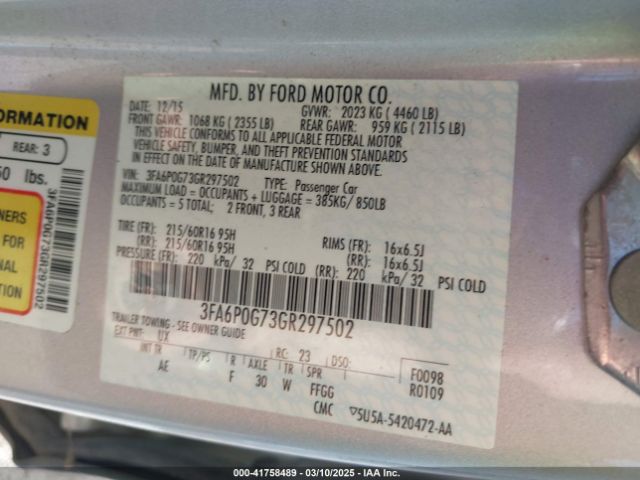 ORMATION
REAR: 3
50 lbs.
NERS
FOR
NAL
TION
3FA6P0G73GR297502
MFD. BY FORD MOTOR CO.
DATE: 12/15 GVWR: 2023 KG ( 4460 LB)
FRONT GAWR: 1068 KG ( 2355 LB) REAR GAWR: 959 KG ( 2115 LB)
THIS VEHICLE CONFORMS TO ALL APPLICABLE FEDERAL MOTOR
VEHICLE SAFETY, BUMPER, AND THEFT PREVENTION STANDARDS
IN EFFECT ON THE DATE OF MANUFACTURE SHOWN ABOVE.
VIN: 3FA6P0G73GR297502 TYPE: Passenger Car
MAXIMUM LOAD = OCCUPANTS + LUGGAGE = 385KG/ 850LB
OCCUPANTS = 5 TOTAL; 2 FRONT, 3 REAR
TIRE (FR): 215/60R16 95H RIMS (FR): 16x6.5J
(RR): 215/60R16 95H (RR): 16x6.5J
PRESSURE (FR): 220 kPa/ 32 PSI COLD (RR): 220 kPa/ 32 PSI COLD
3FA6P0G73GR297502
TRAILER TOWING - SEE OWNER GUIDE
EXT PNT: UX RC: 23 DSO: F0098
INT TR TP/PS R AXLE TR SPR R0109
AE F 30 W FFGG
CMC ▽5U5A-5420472-AA
000-41758489 - 03/10/2025 - IAAI.COM